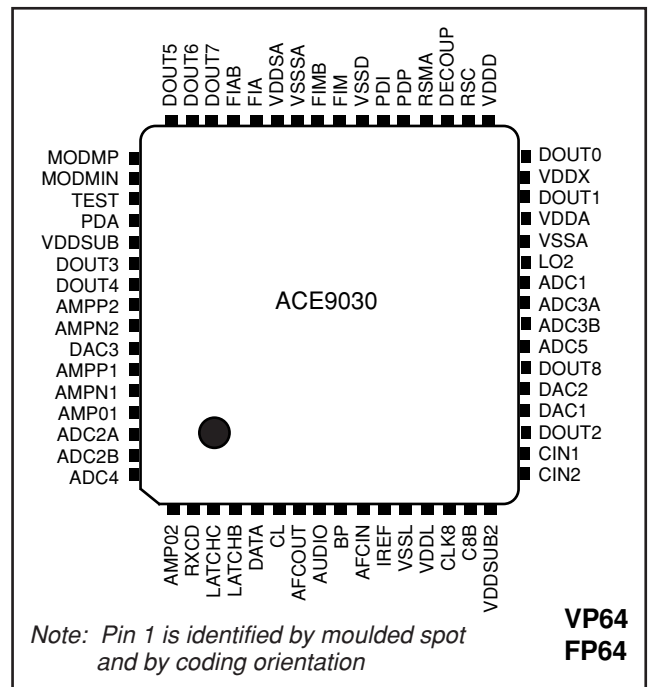 DOUT5
DOUT6
DOUT7
FIAB
FIA
VDDSA
VSSSA
FIMB
FIM
VSSD
PDI
PDP
RSMA
DECOUP
RSC
VDDD
MODMP
MODMIN
TEST
PDA
VDDSUB
DOUT3
DOUT4
AMPP2
AMPN2
DAC3
AMPP1
AMPN1
AMP01
ADC2A
ADC2B
ADC4
ACE9030
DOUT0
VDDX
DOUT1
VDDA
VSSA
LO2
ADC1
ADC3A
ADC3B
ADC5
DOUT8
DAC2
DAC1
DOUT2
CIN1
CIN2
AMP02
RXCD
LATCHC
LATCHB
DATA
CL
AFCOUT
AUDIO
BP
AFCIN
IREF
VSSL
VDDL
CLK8
C8B
VDDSUB2
Note: Pin 1 is identified by moulded spot
and by coding orientation
VP64
FP64